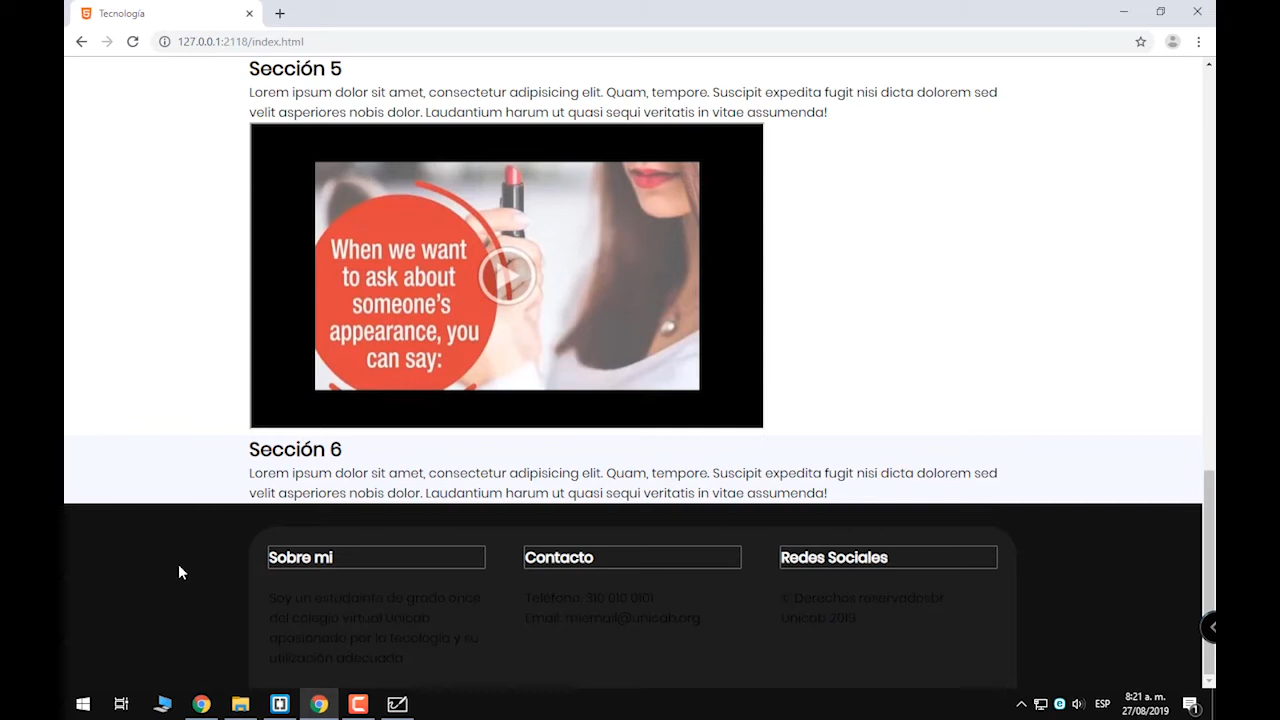 Tecnología
127.0.0.1:2118/index.html
Sección 5
Lorem ipsum dolor sit amet, consectetur adipisicing elit. Quam, tempore. Suscipit expedita fugit nisi dicta dolorem sed
velit asperiores nobis dolor. Laudantium harum ut quasi sequi veritatis in vitae assumenda!
When we want
to ask about
someone's
appearance, you
can say:
Sección 6
Lorem ipsum dolor sit amet, consectetur adipisicing elit. Quam, tempore. Suscipit expedita fugit nisi dicta dolorem sed
velit asperiores nobis dolor. Laudantium harum ut quasi sequi veritatis in vitae assumenda!
Sobre mi
Soy un estudainte de grado once
del colegio virtual Unicab
apasionado por la tecología y su
utilización adecuada
Contacto
Teléfono: 310 010 0101
Email: miemail@unicab.org
Redes Sociales
© Derechos reservadosbr
Unicab 2019
ESP
8:21 a. m.
27/08/2019
1